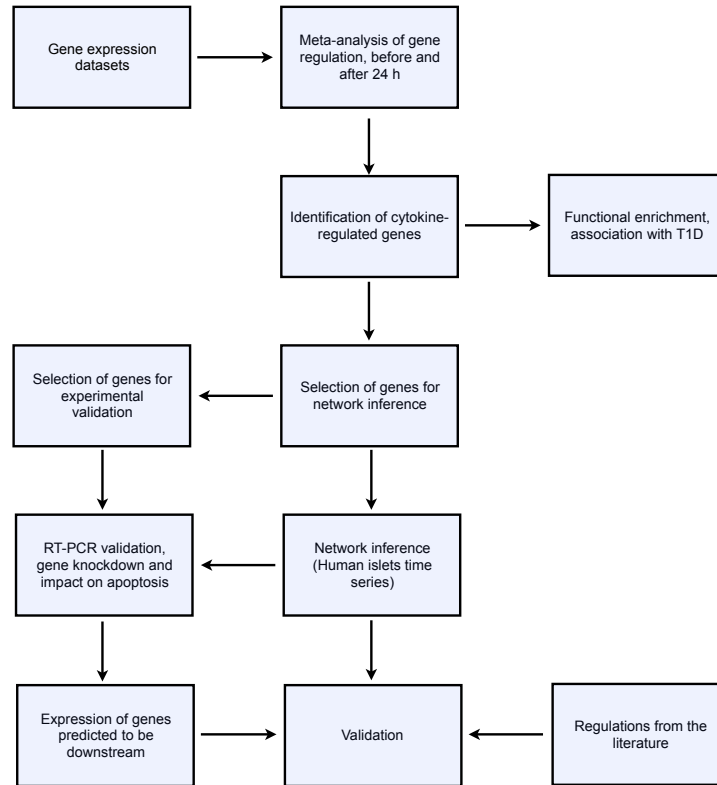 Gene expression
datasets
Meta-analysis of gene
regulation, before and
after 24 h
Identification of cytokine-
regulated genes
Functional enrichment,
association with T1D
Selection of genes for
experimental
validation
Selection of genes for
network inference
RT-PCR validation,
gene knockdown and
impact on apoptosis
Network inference
(Human islets time
series)
Expression of genes
predicted to be
downstream
Validation
Regulations from the
literature